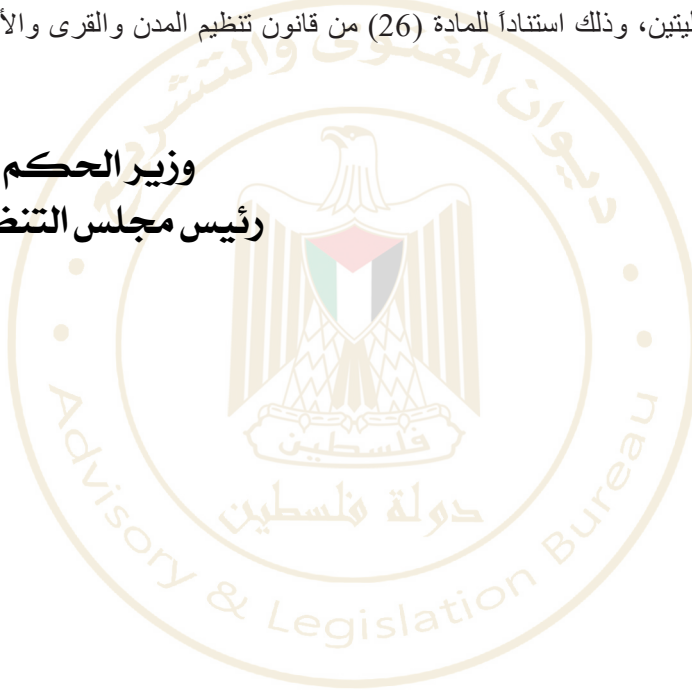 ليتين، وذلك استناداً للمادة (26) من قانون تنظيم المدن والقرى والأ
ديوان الفتوى والتشريع
وزير الحكم
رئيس مجلس التنظ
فلسطين
دولة فلسطين
Advisory & Legislation Bureau